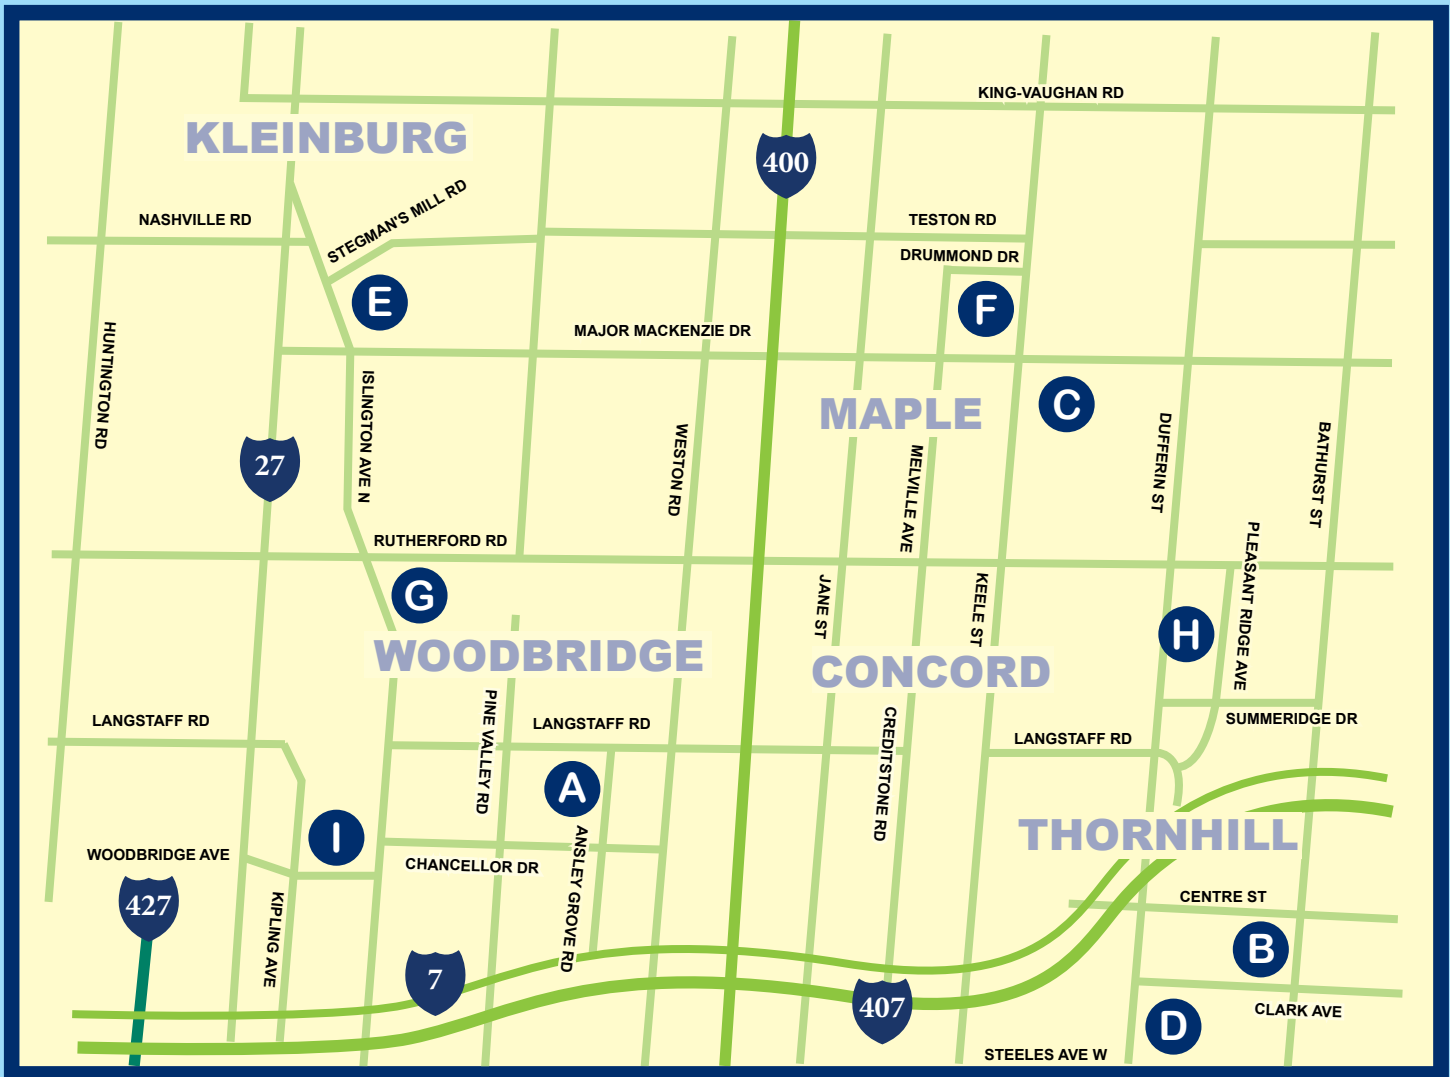 KING-VAUGHAN RD
KLEINBURG
400
STEGMAN'S MILL RD
NASHVILLE RD
TESTON RD
DRUMMOND DR
E
F
MAJOR MACKENZIE DR
HUNTINGTON RD
ISLINGTON AVE N
MAPLE
C
27
WESTON RD
DUFFERIN ST
BATHURST ST
MELVILLE AVE
RUTHERFORD RD
PLEASANT RIDGE AVE
G
JANE ST
KEELE ST
H
WOODBRIDGE
CONCORD
LANGSTAFF RD
PINE VALLEY RD
LANGSTAFF RD
CREDITSTONE RD
LANGSTAFF RD
SUMMERIDGE DR
A
I
THORNHILL
WOODBRIDGE AVE
CHANCELLOR DR
ANSLEY GROVE RD
427
KIPLING AVE
CENTRE ST
B
7
407
CLARK AVE
D
STEELES AVE W